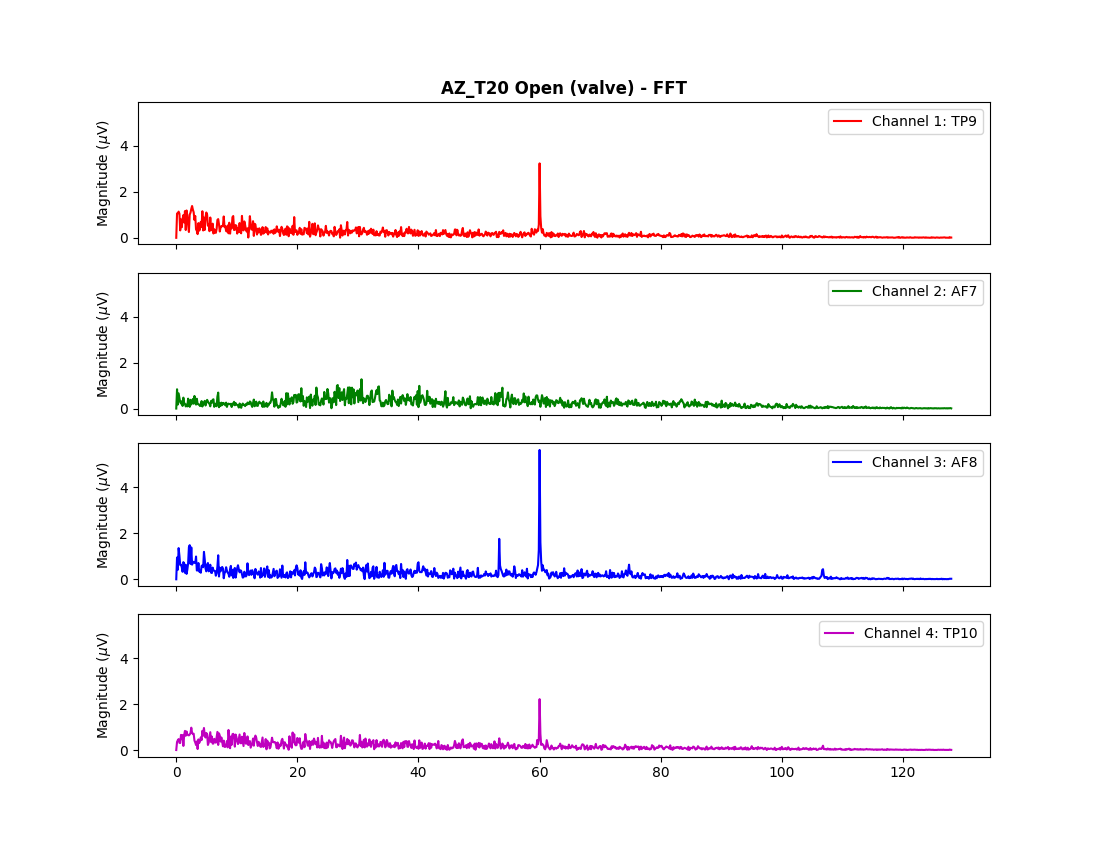 AZ_T20 Open (valve) - FFT
Magnitude (μV)
4
2
0
Channel 1: TP9
Magnitude (μV)
4
2
0
Channel 2: AF7
Magnitude (μV)
4
2
0
Channel 3: AF8
Magnitude (μV)
4
2
0
Channel 4: TP10
0 20 40 60 80 100 120